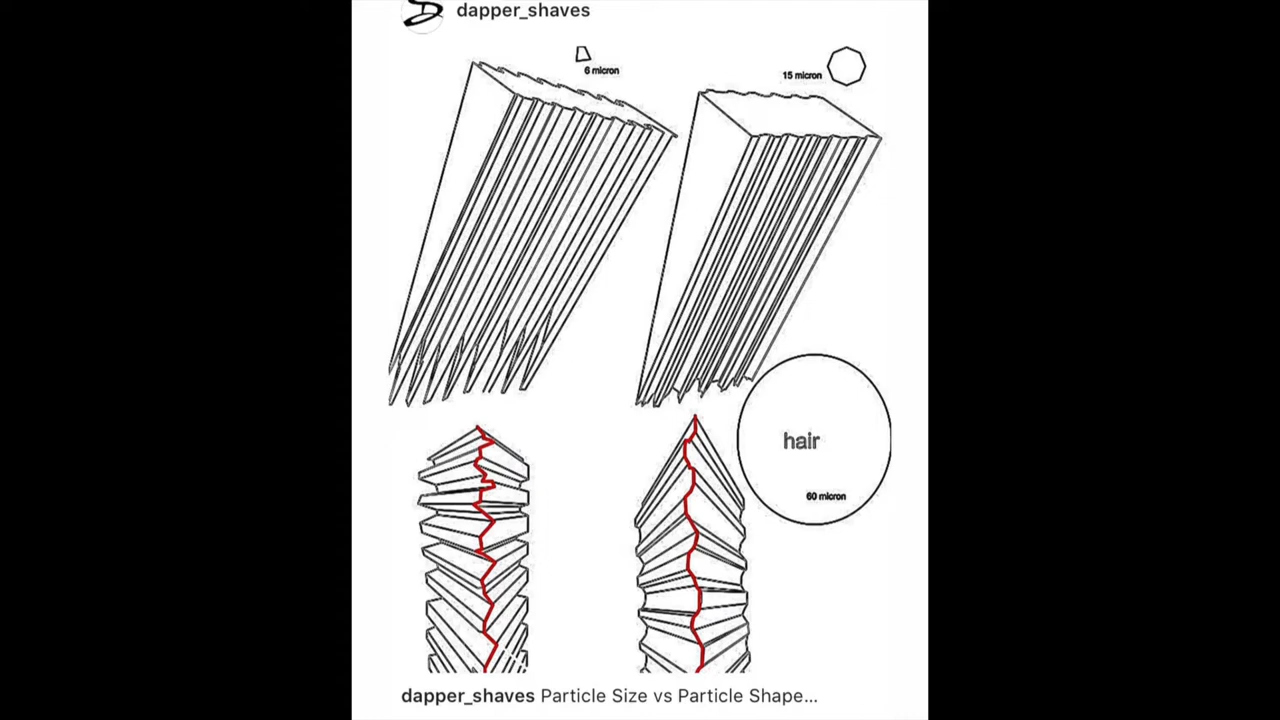 dapper_shaves
6 micron
15 micron
hair
60 micron
dapper_shaves Particle Size vs Particle Shape...